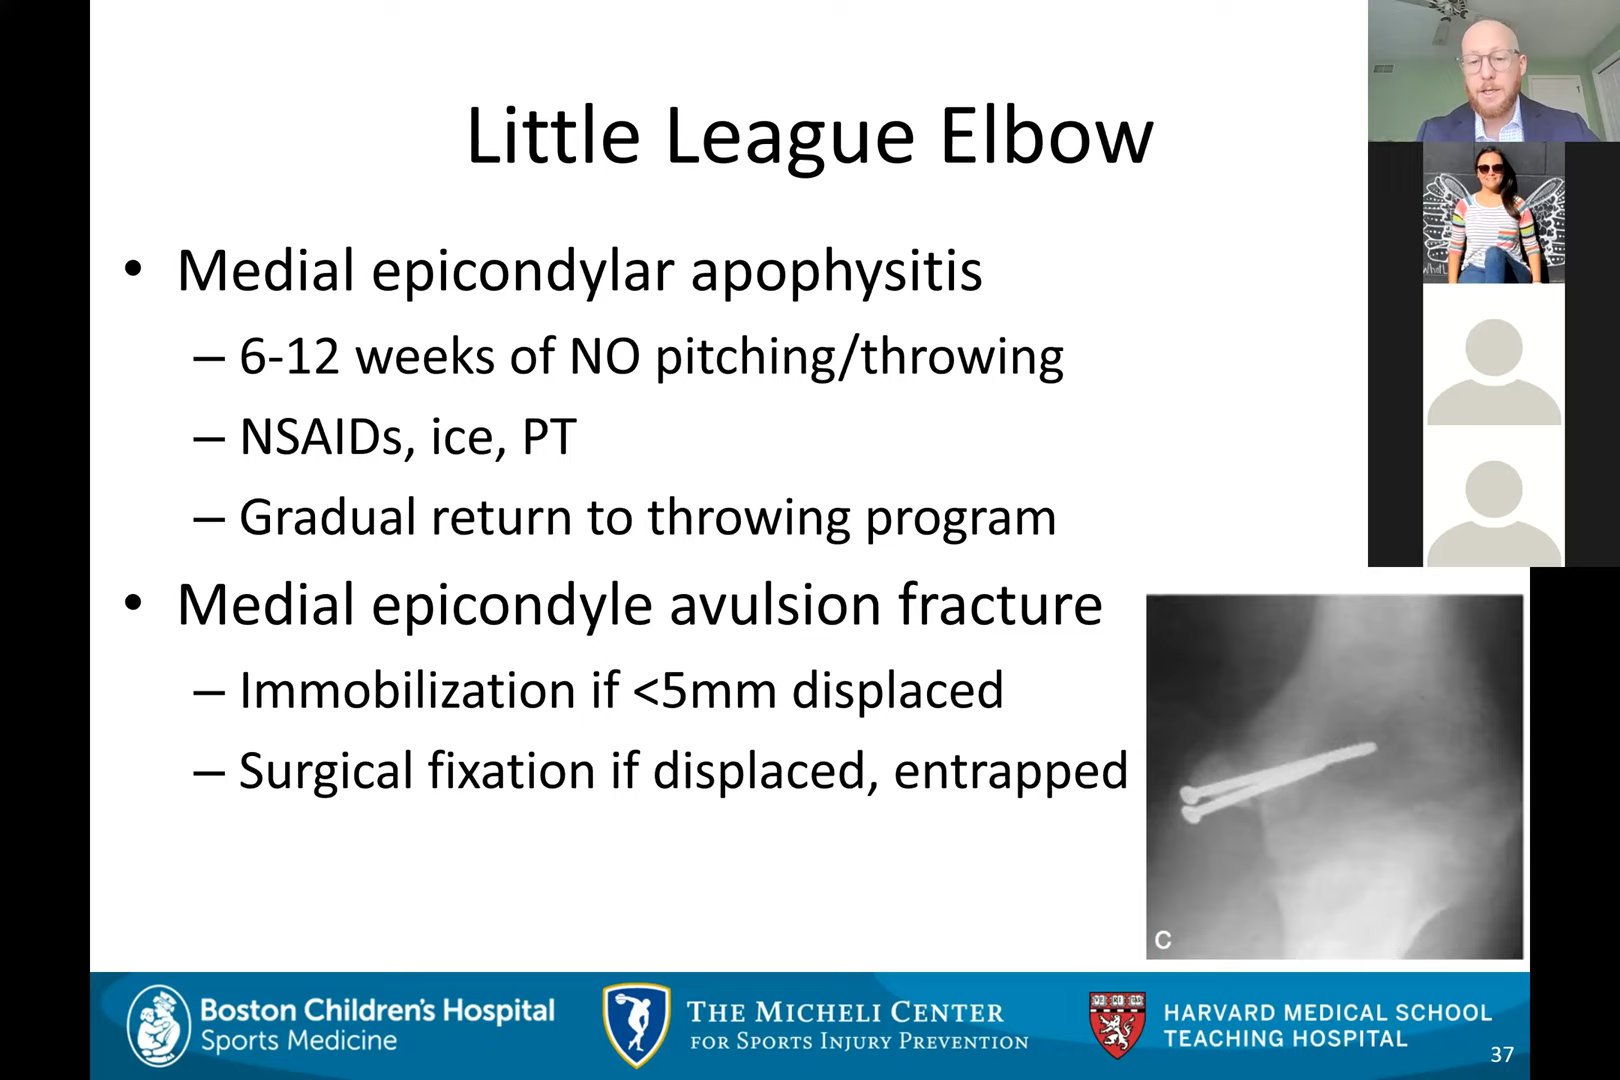 Little League Elbow
• Medial epicondylar apophysitis
– 6-12 weeks of NO pitching/throwing
– NSAIDs, ice, PT
– Gradual return to throwing program
• Medial epicondyle avulsion fracture
– Immobilization if <5mm displaced
– Surgical fixation if displaced, entrapped
C
Boston Children's Hospital
Sports Medicine
THE MICHELI CENTER
FOR SPORTS INJURY PREVENTION
HARVARD MEDICAL SCHOOL
TEACHING HOSPITAL
37